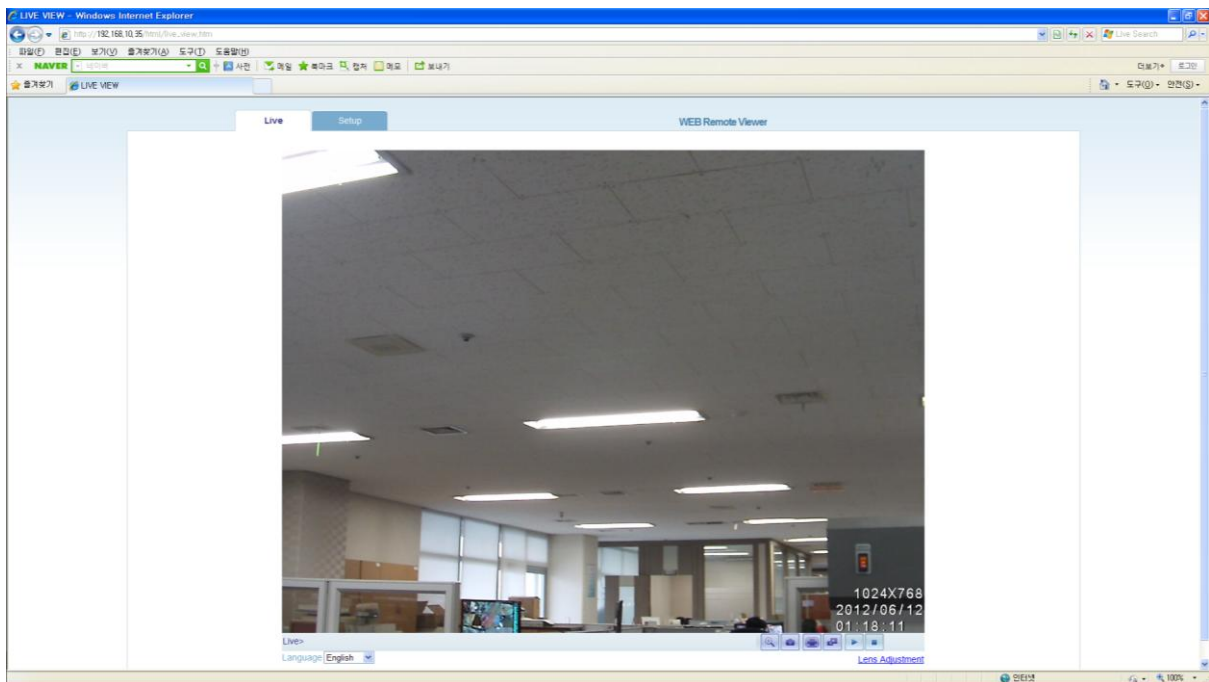 LIVE VIEW - Windows Internet Explorer
http://192.168.10.35/html/live_view.htm
Live Search
파일(F) 편집(E) 보기(V) 즐겨찾기(A) 도구(T) 도움말(H)
x NAVER 사전 메일 북마크 캡처 메모 보내기 더보기 로그인
즐겨찾기 LIVE VIEW 도구(O) 안전(S)
Live Setup WEB Remote Viewer
1024X768
2012/06/12
01:18:11
Live>
Language English Lens Adjustment
인터넷 100%